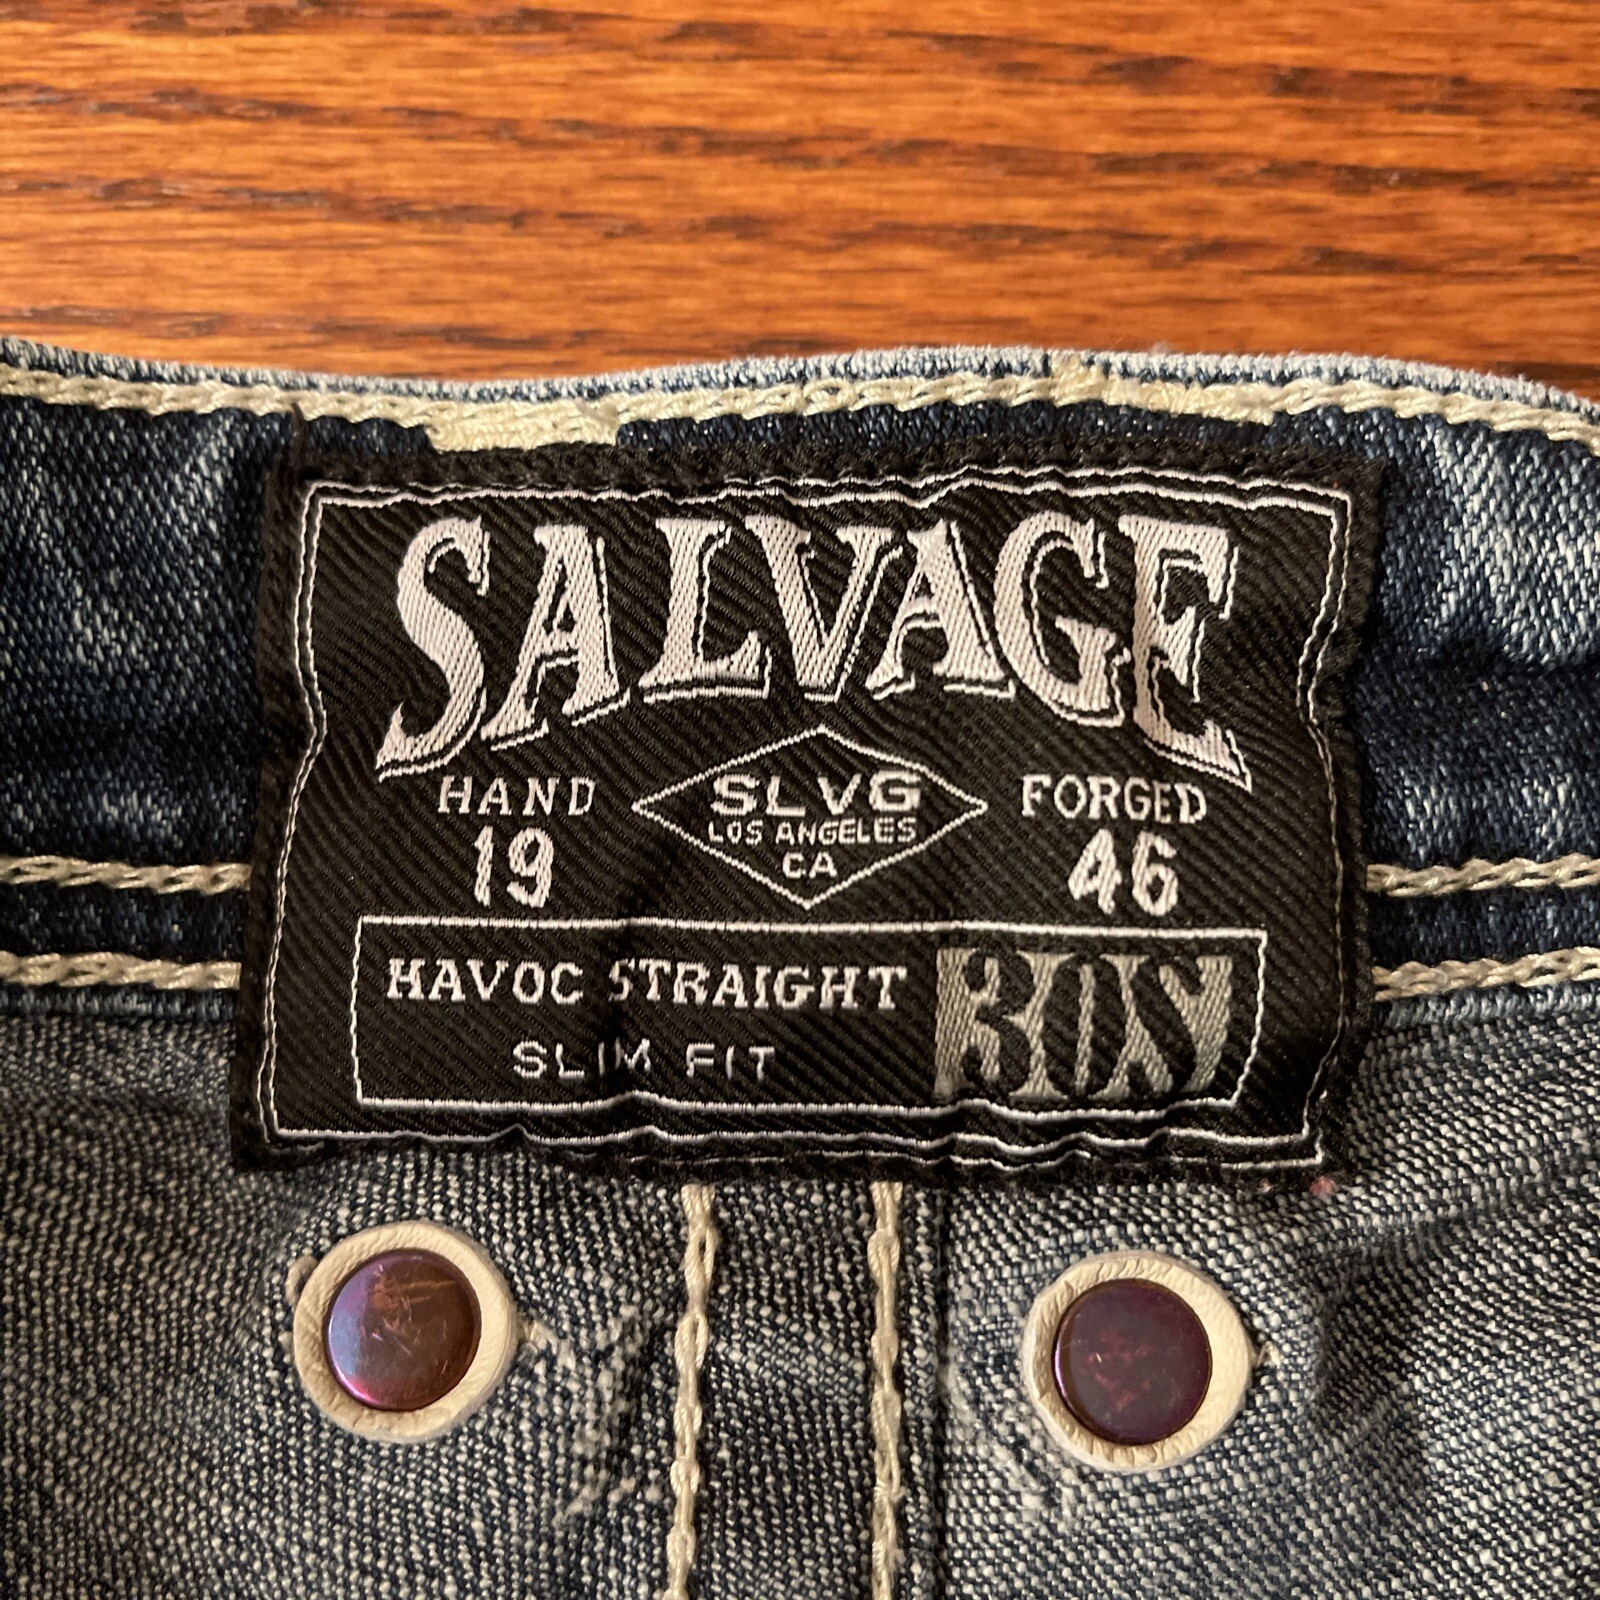 SALVAGE
HAND SLVG FORGED
19 LOS ANGELES 46
CA
HAVOC STRAIGHT 30S
SLIM FIT